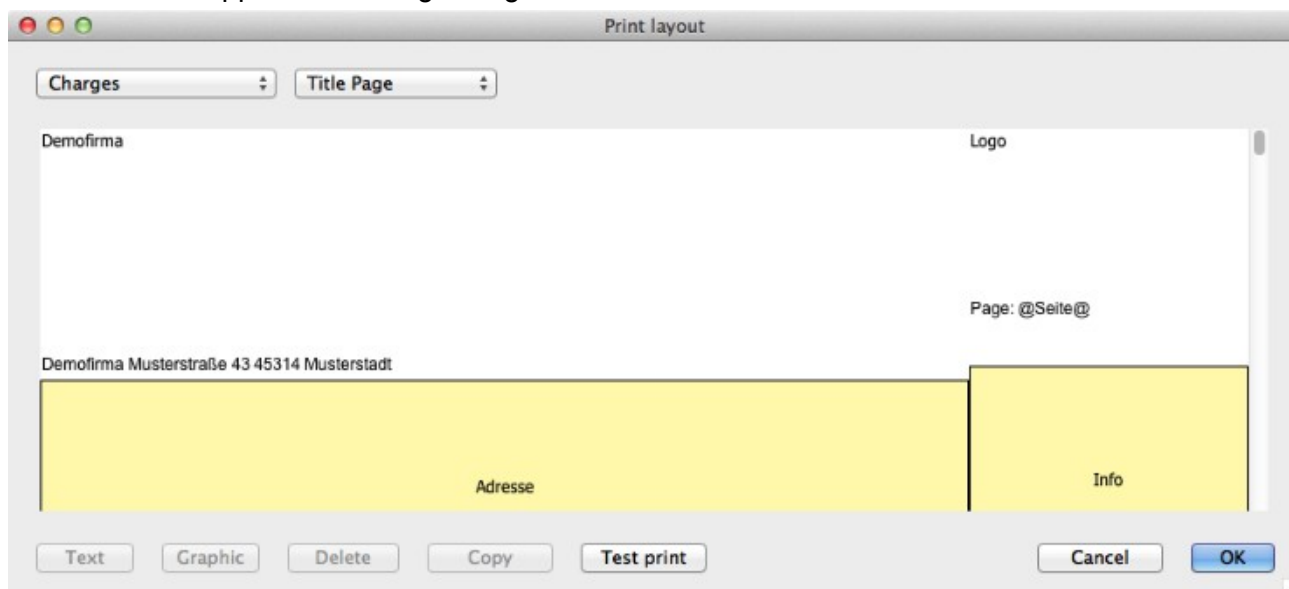 Print layout
Charges Title Page
Demofirma Logo
Page: @Seite@
Demofirma Musterstraße 43 45314 Musterstadt
Adresse Info
Text Graphic Delete Copy Test print Cancel OK